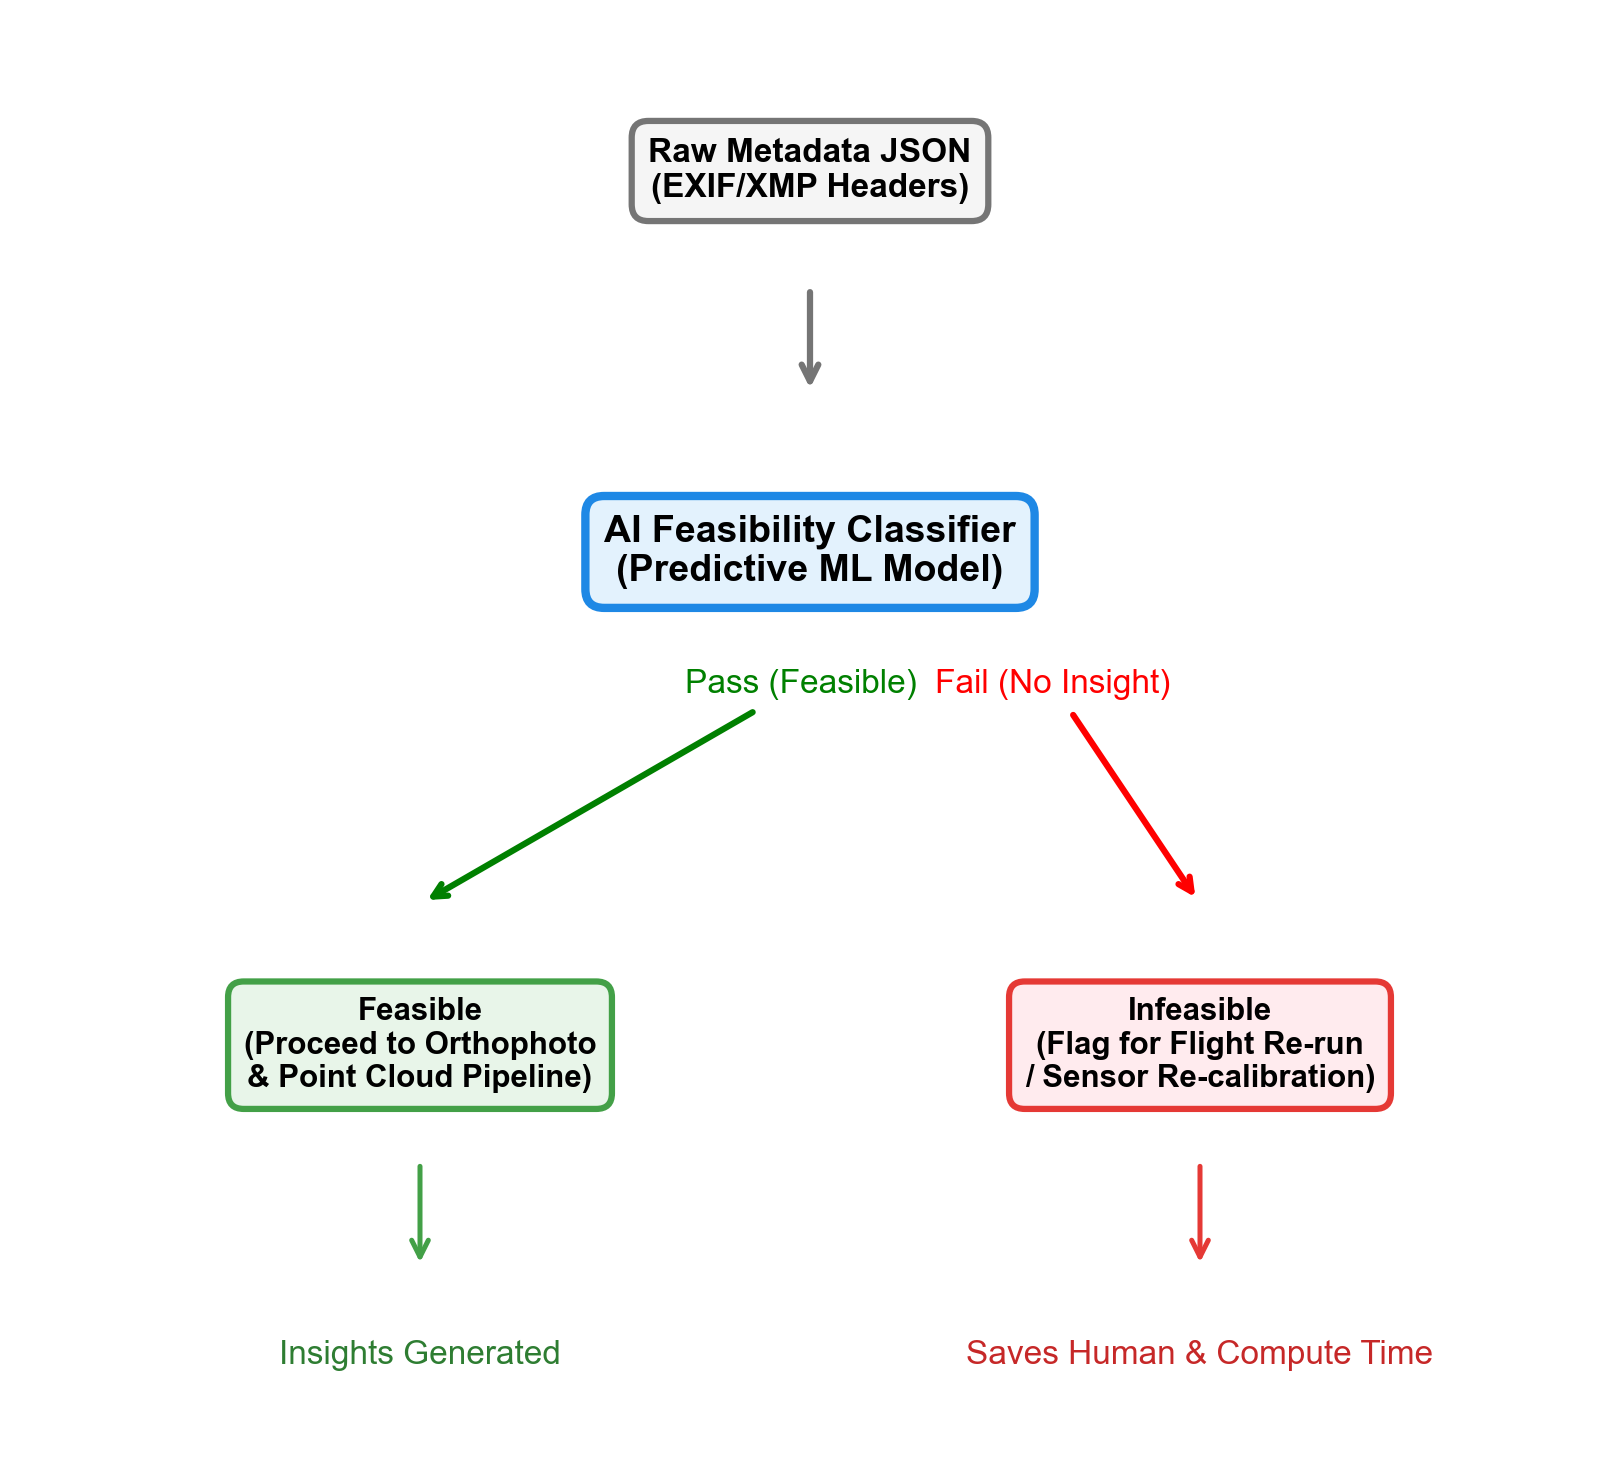 Raw Metadata JSON
(EXIF/XMP Headers)
AI Feasibility Classifier
(Predictive ML Model)
Pass (Feasible)
Fail (No Insight)
Feasible
(Proceed to Orthophoto
& Point Cloud Pipeline)
Infeasible
(Flag for Flight Re-run
/ Sensor Re-calibration)
Insights Generated
Saves Human & Compute Time